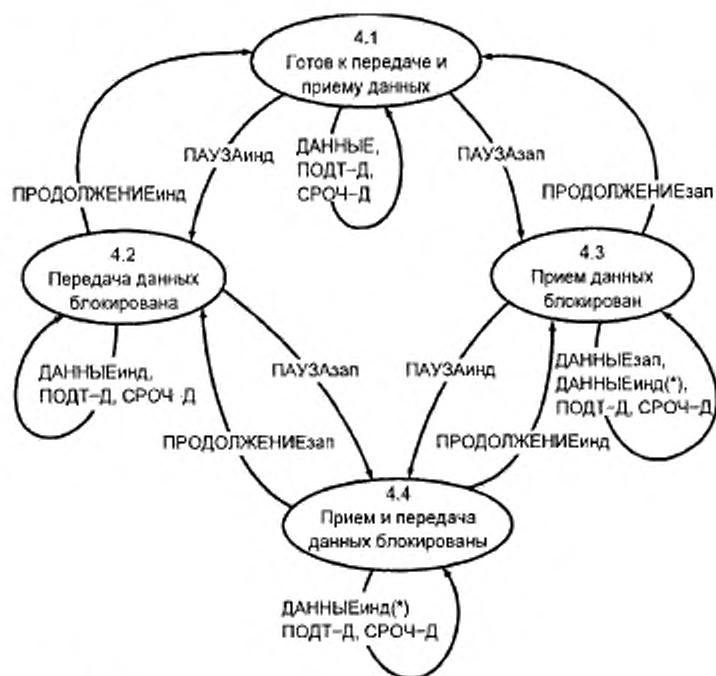 4.1
Готов к передаче и
приему данных
ПАУЗАинд
ДАННЫЕ,
ПОДТ-Д,
СРОЧ-Д
ПАУЗАзап
ПРОДОЛЖЕНИЕинд
ПРОДОЛЖЕНИЕзап
4.2
Передача данных
блокирована
4.3
Прием данных
блокирован
ДАННЫЕинд,
ПОДТ-Д, СРОЧ-Д
ПАУЗАзап
ПАУЗАинд
ДАННЫЕзап,
ДАННЫЕинд(*),
ПОДТ-Д, СРОЧ-Д
ПРОДОЛЖЕНИЕзап
ПРОДОЛЖЕНИЕинд
4.4
Прием и передача
данных блокированы
ДАННЫЕинд(*)
ПОДТ-Д, СРОЧ-Д